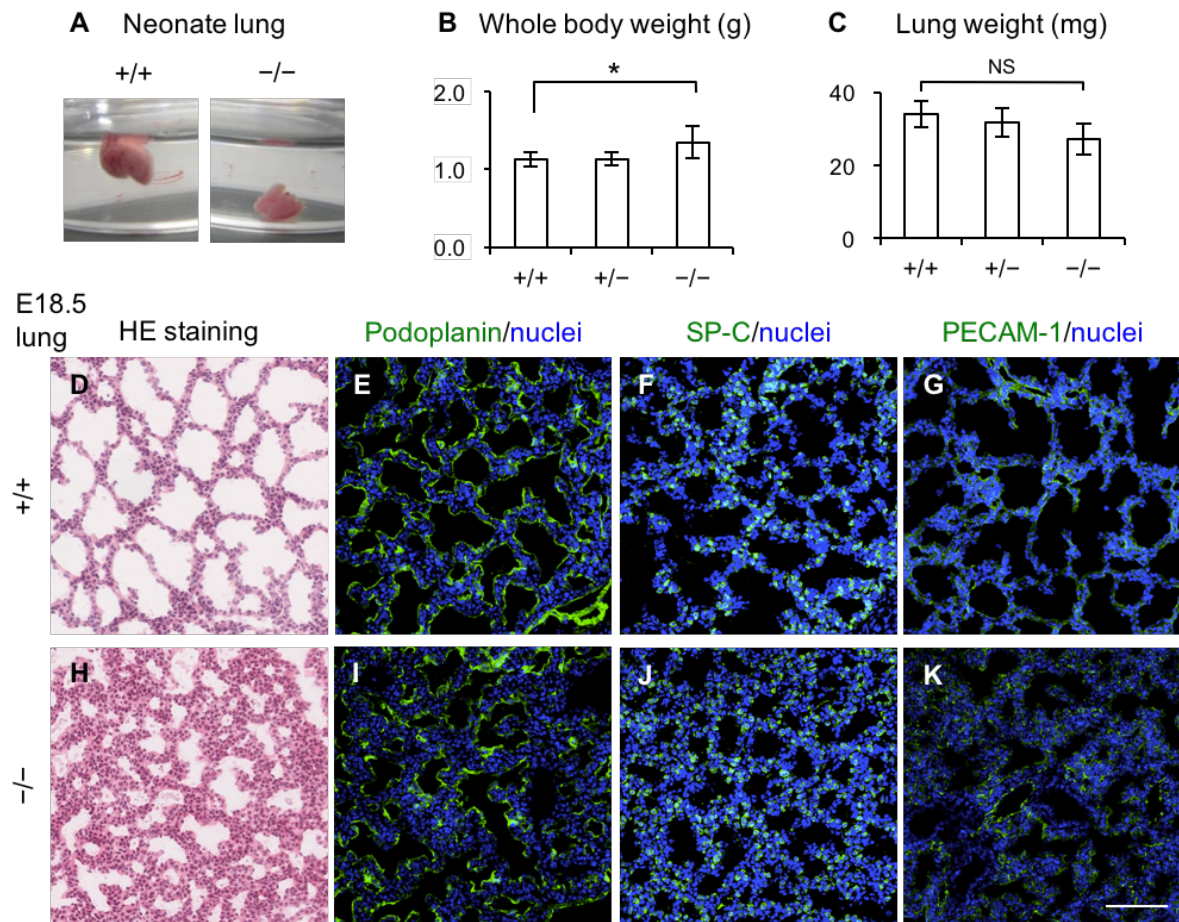 A Neonate lung
+/+ −/−
B Whole body weight (g)
*
2.0
1.0
0.0
+/+ +/− −/−
C Lung weight (mg)
NS
40
20
0
+/+ +/− −/−
E18.5
lung
HE staining Podoplanin/nuclei SP-C/nuclei PECAM-1/nuclei
+/+
D E F G
−/−
H I J K